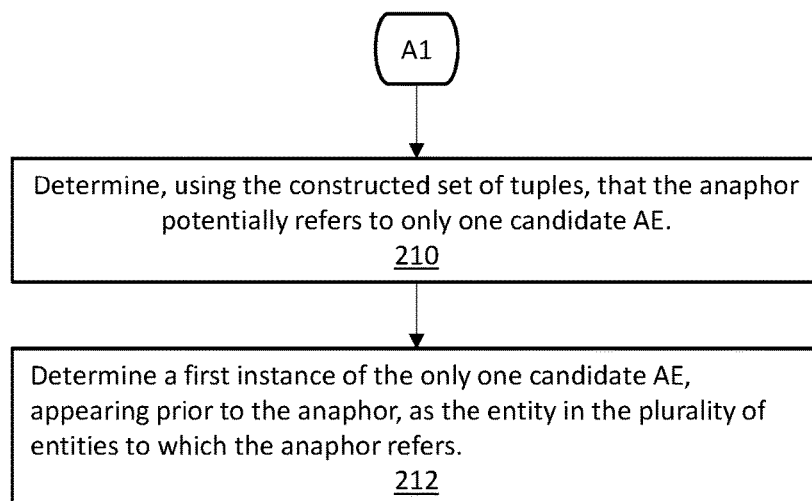 A1
Determine, using the constructed set of tuples, that the anaphor
potentially refers to only one candidate AE.
210
Determine a first instance of the only one candidate AE,
appearing prior to the anaphor, as the entity in the plurality of
entities to which the anaphor refers.
212